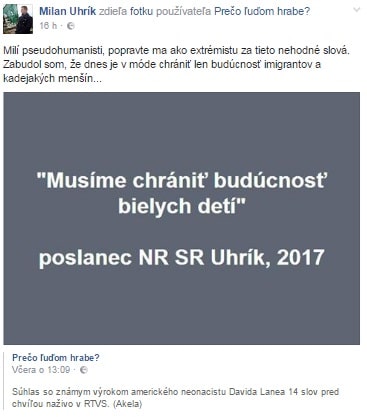 Milan Uhrík zdieľa fotku používateľa Prečo ľuďom hrabe?
16 h ·
Milí pseudohumanisti, popravte ma ako extrémistu za tieto nehodné slová.
Zabudol som, že dnes je v móde chrániť len budúcnosť imigrantov a
kadejakých menšín...
"Musíme chrániť budúcnosť
bielych detí"
poslanec NR SR Uhrík, 2017
Prečo ľuďom hrabe?
Včera o 13:09 ·
Súhlas so známym výrokom amerického neonacistu Davida Lanea 14 slov pred
chvíľou naživo v RTVS. (Akela)